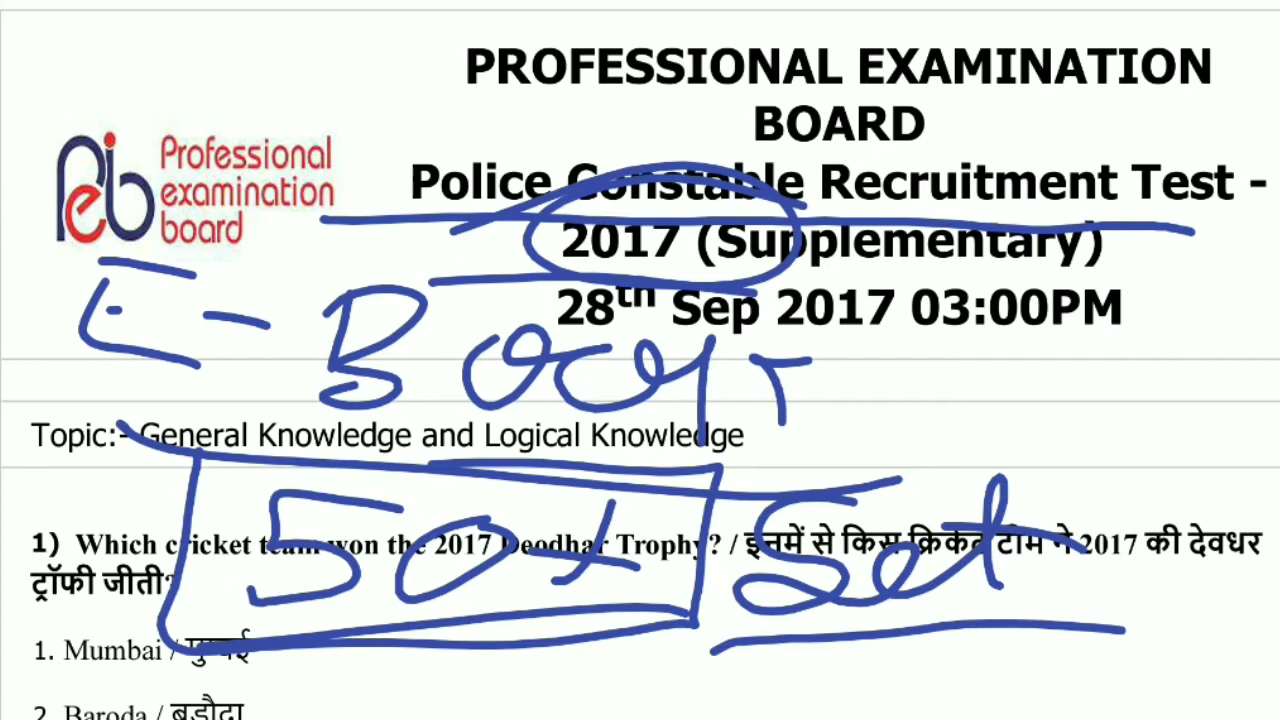 PROFESSIONAL EXAMINATION
BOARD
Professional
examination
board
Police Constable Recruitment Test -
2017 (Supplementary)
28th Sep 2017 03:00PM
E - Book
Topic:- General Knowledge and Logical Knowledge
50+ Set
1) Which cricket team won the 2017 Deodhar Trophy? / इनमें से किस क्रिकेट टीम ने 2017 की देवधर
ट्रॉफी जीती?
1. Mumbai / मुम्बई
2. Baroda / बड़ौदा